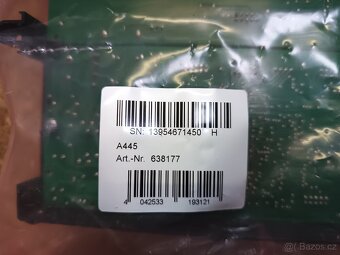 SN: 13954671450 H
A445
Art.-Nr. 638177
4 042533 193121
Bazos.cz